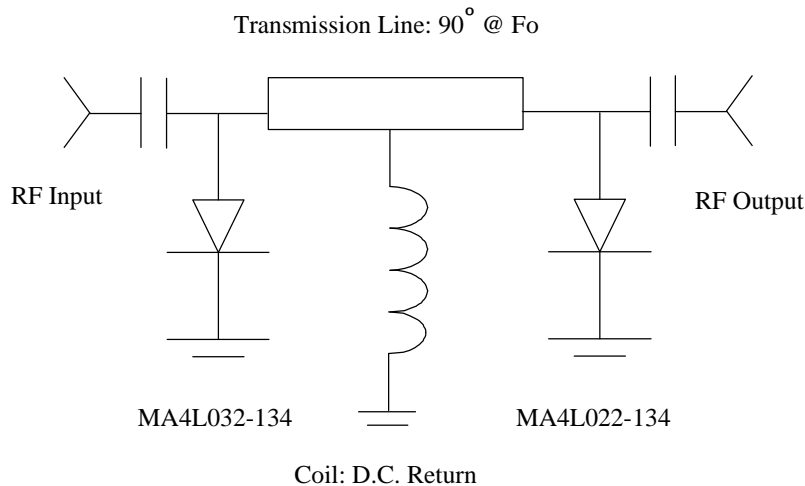 Transmission Line: 90° @ Fo
RF Input
RF Output
MA4L032-134
MA4L022-134
Coil: D.C. Return